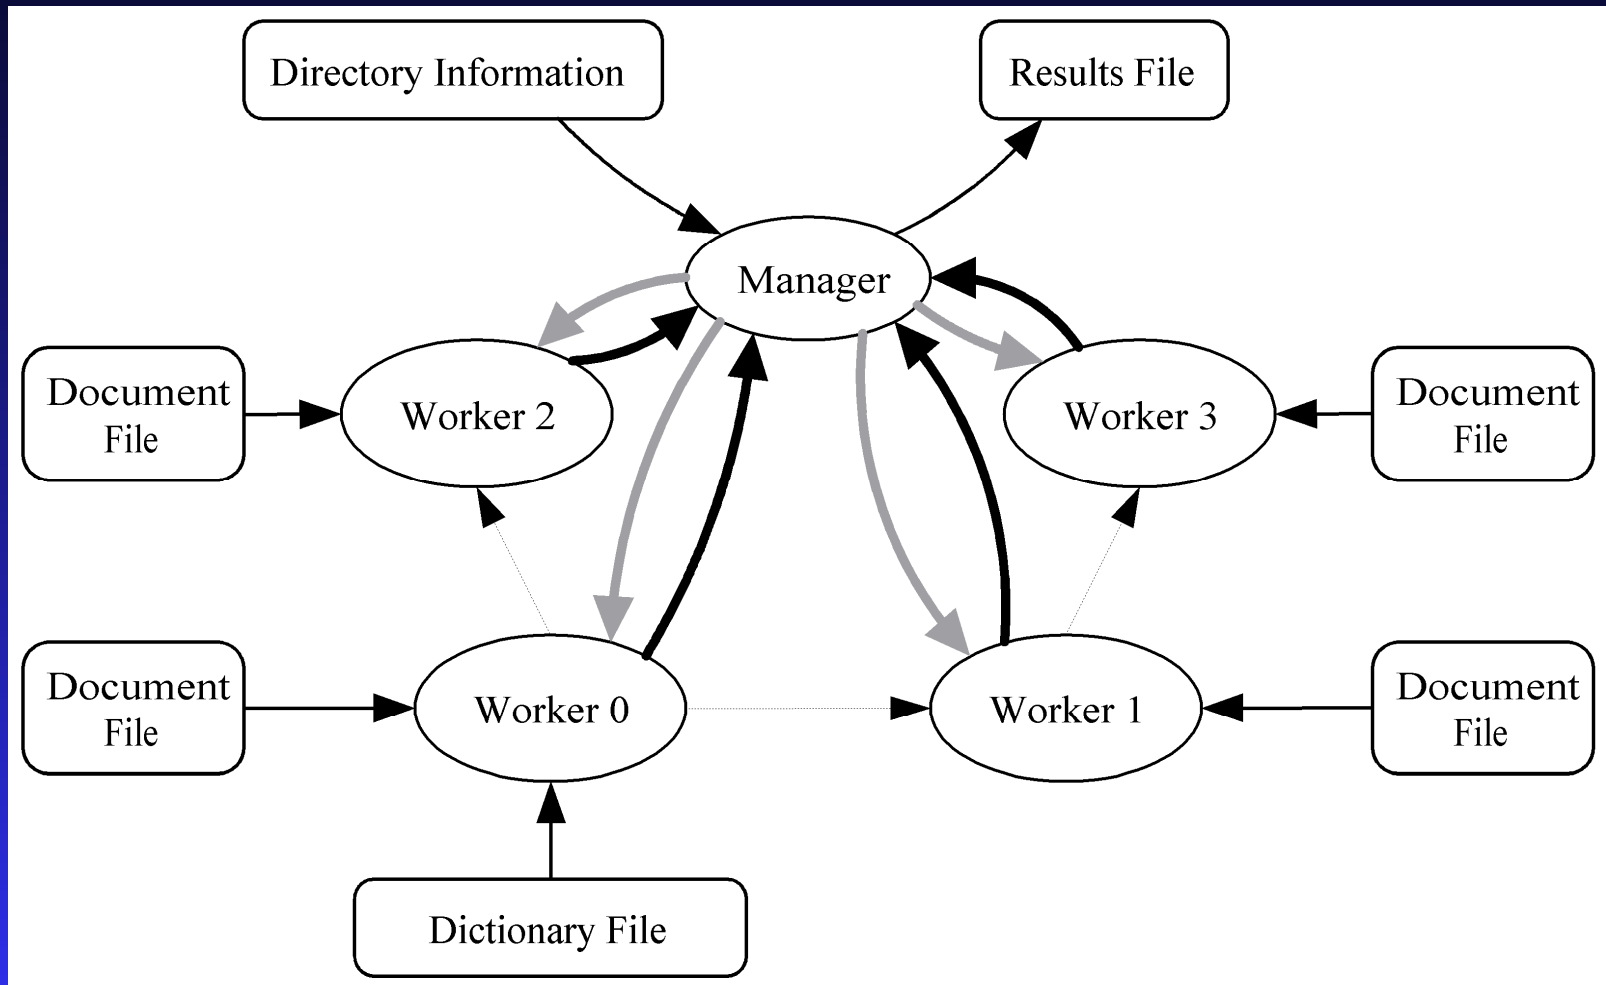 Directory Information
Results File
Manager
Document
File
Worker 2
Worker 3
Document
File
Document
File
Worker 0
Worker 1
Document
File
Dictionary File